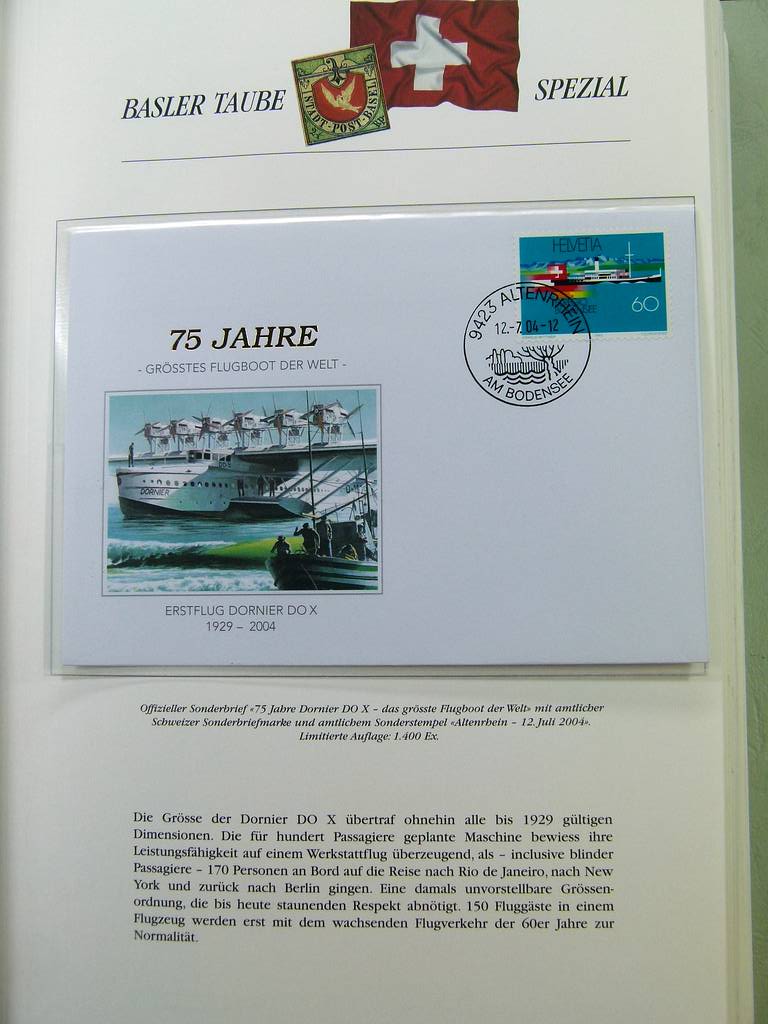 BASLER TAUBE SPEZIAL
STADT-POST-BASEL
HELVETIA
60
9423 ALTENRHEIN
12.-7.04-12
AM BODENSEE
75 JAHRE
- GRÖSSTES FLUGBOOT DER WELT -
DORNIER
ERSTFLUG DORNIER DO X
1929 – 2004
Offizieller Sonderbrief «75 Jahre Dornier DO X – das grösste Flugboot der Welt» mit amtlicher
Schweizer Sonderbriefmarke und amtlichem Sonderstempel «Altenrhein – 12. Juli 2004».
Limitierte Auflage: 1.400 Ex.
Die Grösse der Dornier DO X übertraf ohnehin alle bis 1929 gültigen
Dimensionen. Die für hundert Passagiere geplante Maschine bewiess ihre
Leistungsfähigkeit auf einem Werkstattflug überzeugend, als – inclusive blinder
Passagiere – 170 Personen an Bord auf die Reise nach Rio de Janeiro, nach New
York und zurück nach Berlin gingen. Eine damals unvorstellbare Grössen-
ordnung, die bis heute staunenden Respekt abnötigt. 150 Fluggäste in einem
Flugzeug werden erst mit dem wachsenden Flugverkehr der 60er Jahre zur
Normalität.